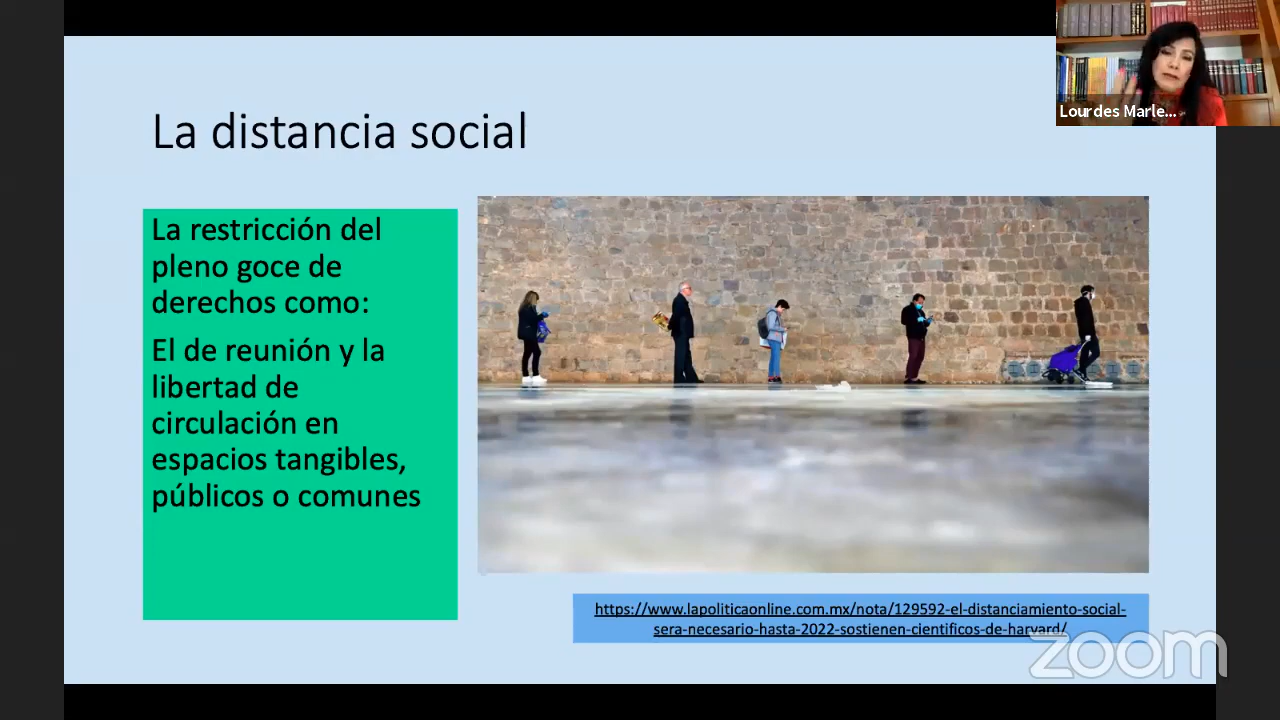 Lourdes Marle...
La distancia social
La restricción del
pleno goce de
derechos como:
El de reunión y la
libertad de
circulación en
espacios tangibles,
públicos o comunes
https://www.lapoliticaonline.com.mx/nota/129592-el-distanciamiento-social-
sera-necesario-hasta-2022-sostienen-cientificos-de-harvard/
zoom